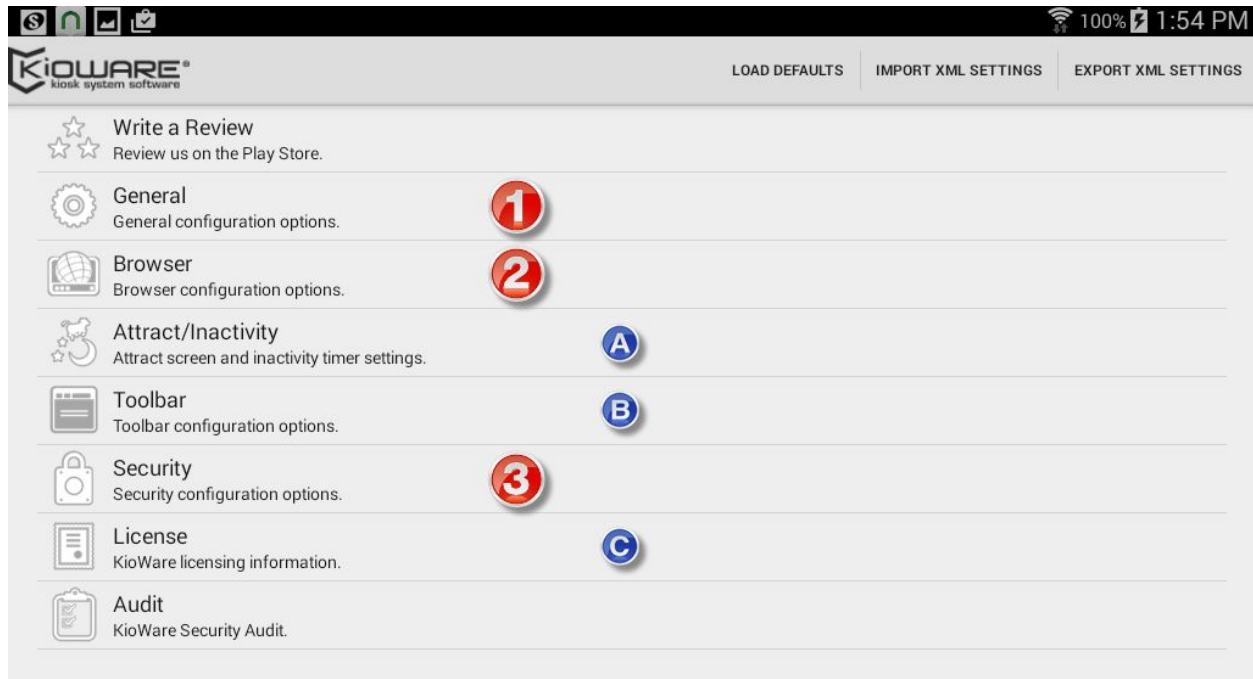 100% 1:54 PM
KioWARE®
kiosk system software
LOAD DEFAULTS IMPORT XML SETTINGS EXPORT XML SETTINGS
Write a Review
Review us on the Play Store.
General
General configuration options.
1
Browser
Browser configuration options.
2
Attract/Inactivity
Attract screen and inactivity timer settings.
A
Toolbar
Toolbar configuration options.
B
Security
Security configuration options.
3
License
KioWare licensing information.
C
Audit
KioWare Security Audit.